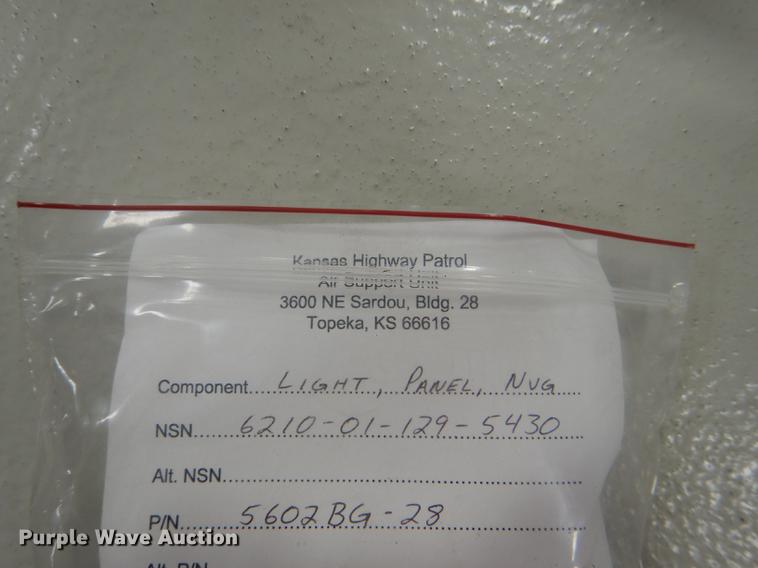 Kansas Highway Patrol
Air Support Unit
3600 NE Sardou, Bldg. 28
Topeka, KS 66616
Component....LIGHT, PANEL, NVG
NSN....6210-01-129-5430
Alt. NSN....
P/N....5602BG-28
Alt. P/N
Purple Wave Auction